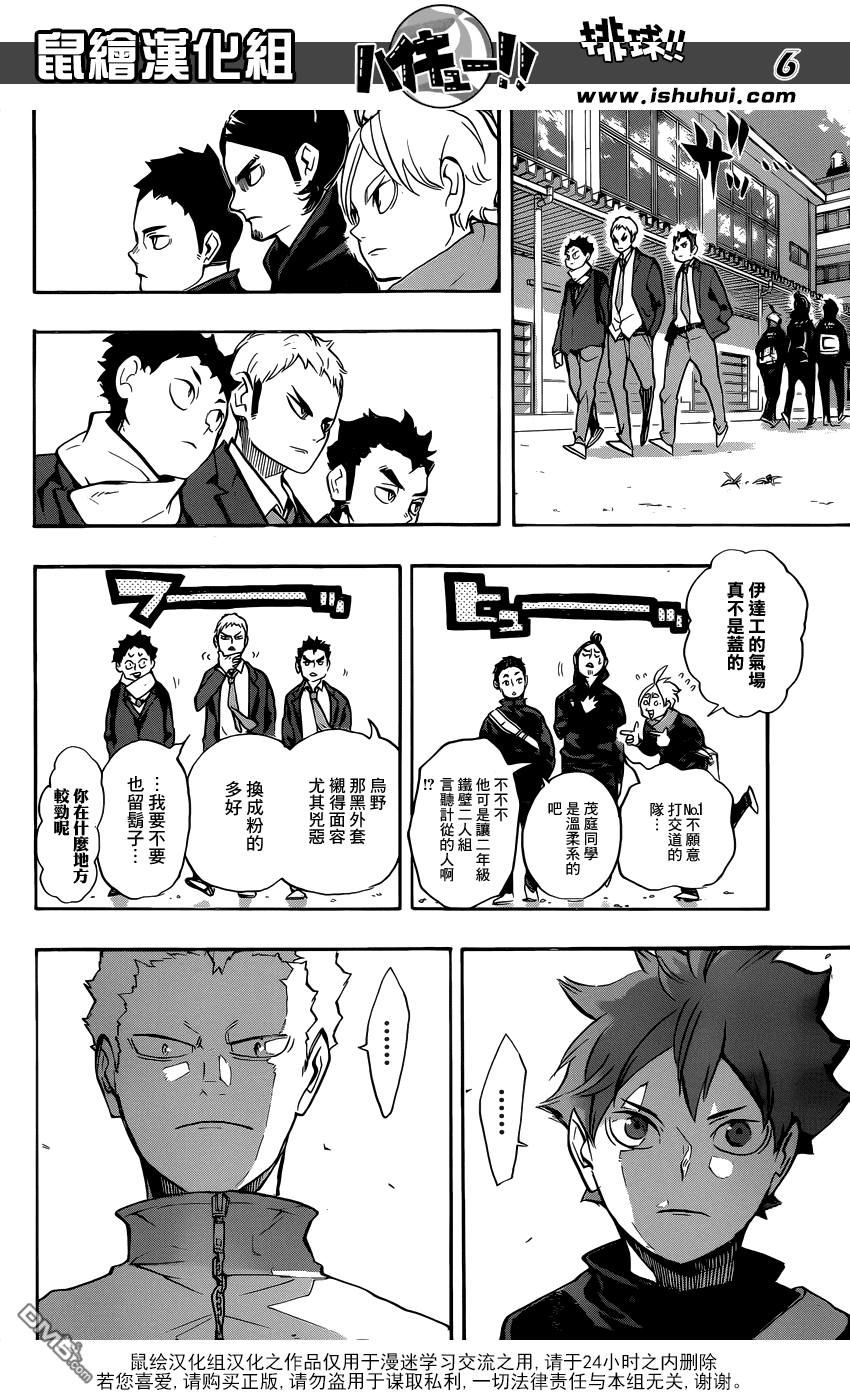 鼠繪漢化組
ハイキュー!!
排球!!
6
www.ishuhui.com
ザッ
伊達工的氣場
真不是蓋的
ヒュ
No.1
不願意
打交道的
隊…
茂庭同學
是溫柔系的
吧
不不不
他可是讓二年級
鐵壁二人組
言聽計從的人啊
!?
フ
烏野
那黑外套
襯得面容
尤其兇惡
換成粉的
多好
…我要不要
也留鬍子…
你在什麼地方
較勁呢
………
………
DM5.COM
鼠绘汉化组汉化之作品仅用于漫迷学习交流之用, 请于24小时之内删除
若您喜爱, 请购买正版, 请勿用于谋取私利, 一切法律责任与本组无关, 谢谢。